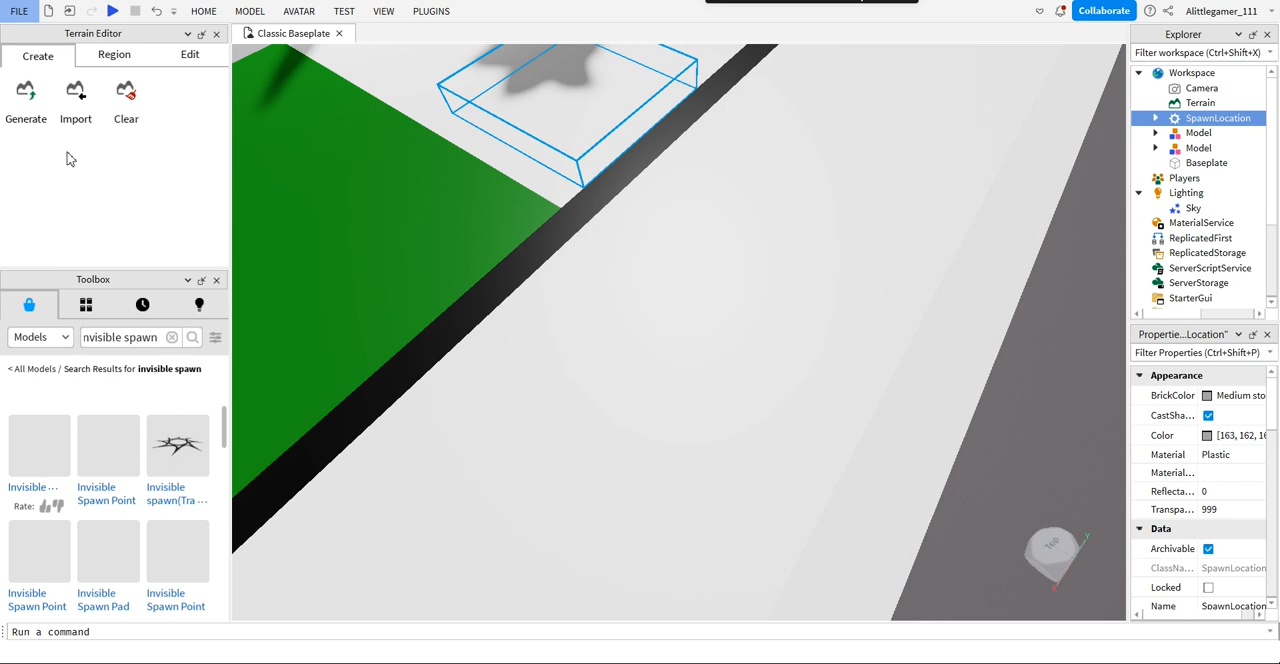 FILE HOME MODEL AVATAR TEST VIEW PLUGINS Collaborate Alittlegamer_111
Terrain Editor
Create Region Edit
Generate Import Clear
Toolbox
Models nvisible spawn
< All Models / Search Results for invisible spawn
Invisible ...
Rate:
Invisible Spawn Point
Invisible spawn(Tra ...
Invisible Spawn Point
Invisible Spawn Pad
Invisible Spawn Point
Classic Baseplate
Top
Y
X
Explorer
Filter workspace (Ctrl+Shift+X)
Workspace
Camera
Terrain
SpawnLocation
Model
Model
Baseplate
Players
Lighting
Sky
MaterialService
ReplicatedFirst
ReplicatedStorage
ServerScriptService
ServerStorage
StarterGui
Propertie...Location"
Filter Properties (Ctrl+Shift+P)
Appearance
BrickColor Medium sto
CastSha...
Color [163, 162, 16
Material Plastic
Material...
Reflecta... 0
Transpa... 999
Data
Archivable
ClassNa... SpawnLocation
Locked
Name SpawnLocation
Run a command